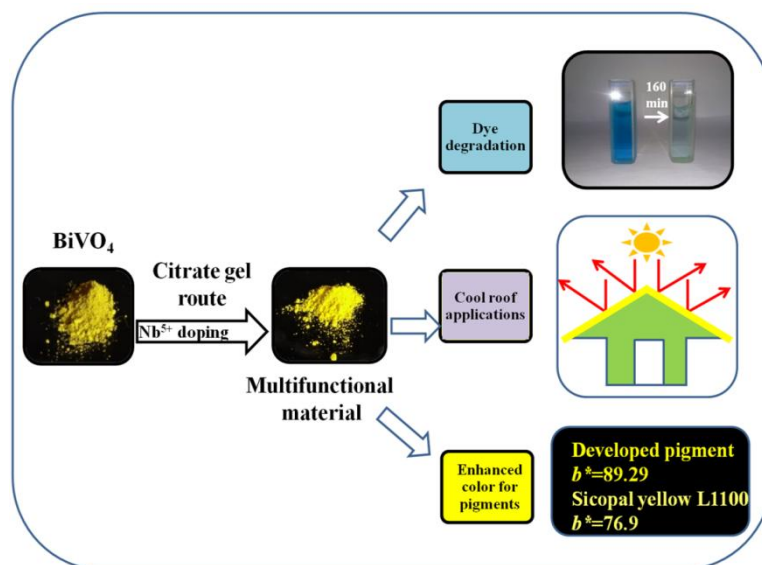 BiVO₄
Citrate gel
route
Nb⁵⁺ doping
Multifunctional
material
Dye
degradation
160
min
Cool roof
applications
Enhanced
color for
pigments
Developed pigment
b*=89.29
Sicopal yellow L1100
b*=76.9